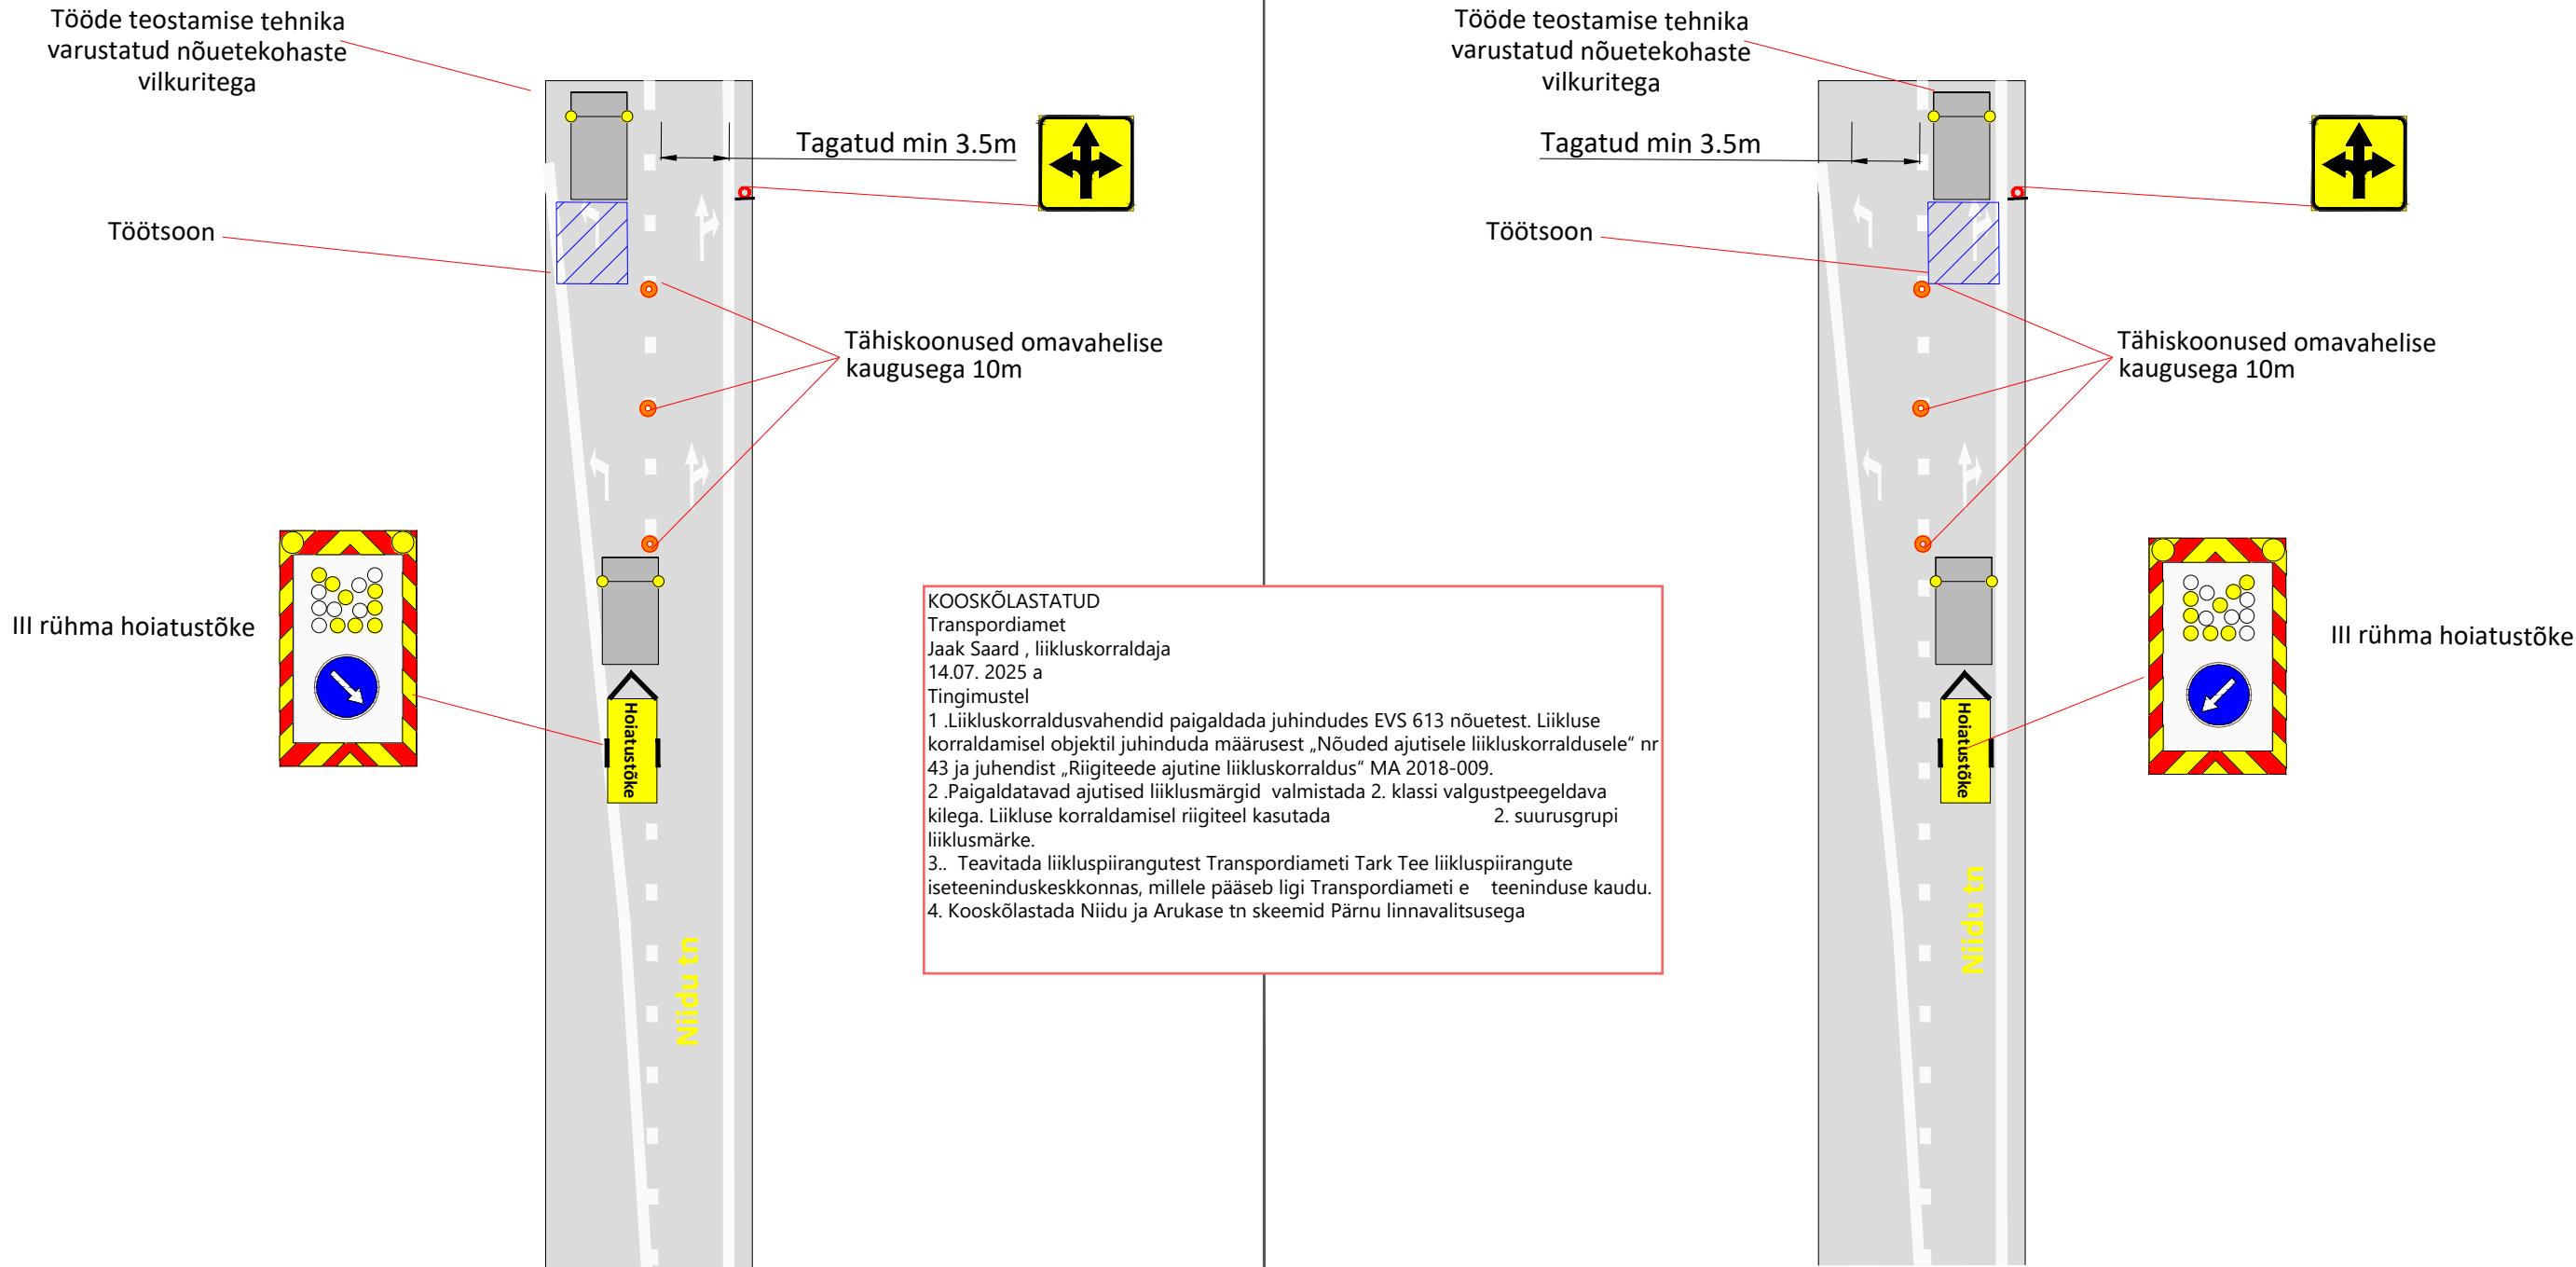 Tööde teostamise tehnika
varustatud nõuetekohaste
vilkuritega
Tagatud min 3.5m
Töötsoon
Tähiskoonused omavahelise
kaugusega 10m
III rühma hoiatustõke
Hoiatustõke
Niidu tn
KOOSKÕLASTATUD
Transpordiamet
Jaak Saard , liikluskorraldaja
14.07. 2025 a
Tingimustel
1 .Liikluskorraldusvahendid paigaldada juhindudes EVS 613 nõuetest. Liikluse
korraldamisel objektil juhinduda määrusest „Nõuded ajutisele liikluskorraldusele“ nr
43 ja juhendist „Riigiteede ajutine liikluskorraldus“ MA 2018-009.
2 .Paigaldatavad ajutised liiklusmärgid valmistada 2. klassi valgustpeegeldava
kilega. Liikluse korraldamisel riigiteel kasutada 2. suurusgrupi
liiklusmärke.
3.. Teavitada liikluspiirangutest Transpordiameti Tark Tee liikluspiirangute
iseteeninduskeskkonnas, millele pääseb ligi Transpordiameti e teeninduse kaudu.
4. Kooskõlastada Niidu ja Arukase tn skeemid Pärnu linnavalitsusega
Tööde teostamise tehnika
varustatud nõuetekohaste
vilkuritega
Tagatud min 3.5m
Töötsoon
Tähiskoonused omavahelise
kaugusega 10m
III rühma hoiatustõke
Hoiatustõke
Niidu tn